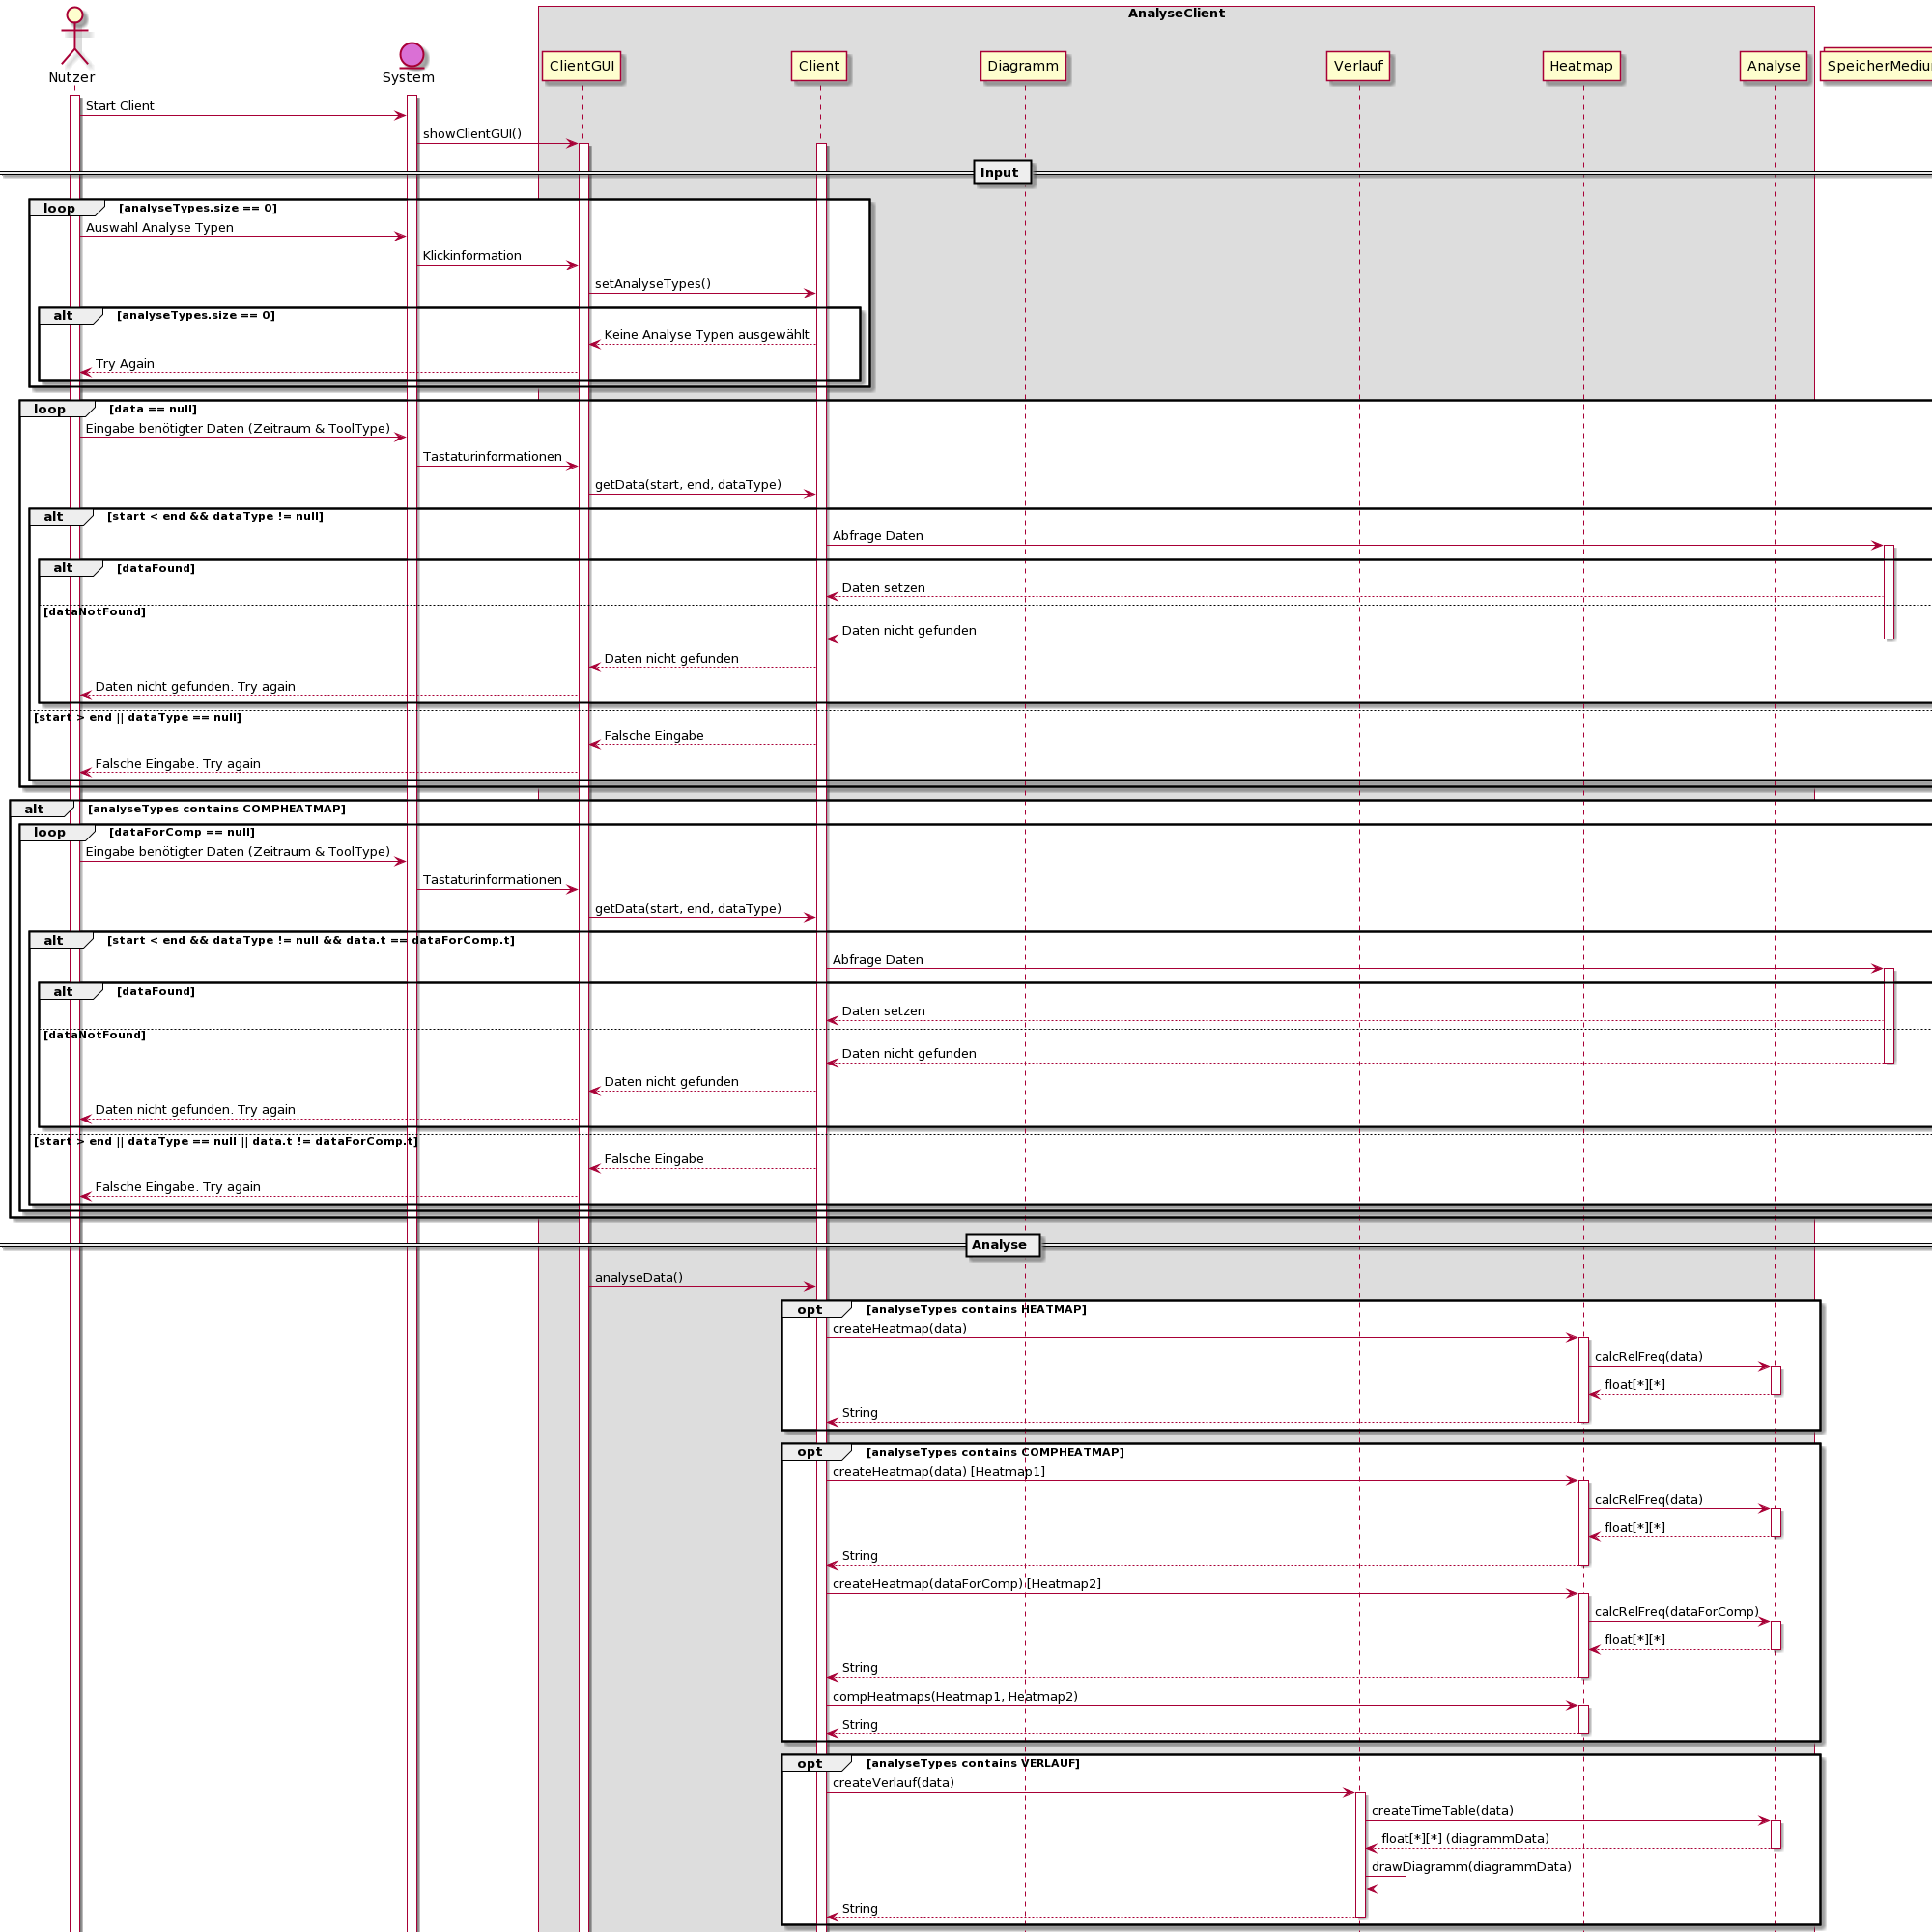 AnalyseClient
Nutzer
System
ClientGUI
Client
Diagramm
Verlauf
Heatmap
Analyse
Start Client
showClientGUI()
Input
loop [analyseTypes.size == 0]
Auswahl Analyse Typen
Klickinformation
setAnalyseTypes()
alt [analyseTypes.size == 0]
Keine Analyse Typen ausgewählt
Try Again
loop [data == null]
Eingabe benötigter Daten (Zeitraum & ToolType)
Tastaturinformationen
getData(start, end, dataType)
alt [start < end && dataType != null]
Abfrage Daten
alt [dataFound]
Daten setzen
[dataNotFound]
Daten nicht gefunden
Daten nicht gefunden
Daten nicht gefunden. Try again
[start > end || dataType == null]
Falsche Eingabe
Falsche Eingabe. Try again
alt [analyseTypes contains COMPHEATMAP]
loop [dataForComp == null]
Eingabe benötigter Daten (Zeitraum & ToolType)
Tastaturinformationen
getData(start, end, dataType)
alt [start < end && dataType != null && data.t == dataForComp.t]
Abfrage Daten
alt [dataFound]
Daten setzen
[dataNotFound]
Daten nicht gefunden
Daten nicht gefunden
Daten nicht gefunden. Try again
[start > end || dataType == null || data.t != dataForComp.t]
Falsche Eingabe
Falsche Eingabe. Try again
Analyse
analyseData()
opt [analyseTypes contains HEATMAP]
createHeatmap(data)
calcRelFreq(data)
float[*][*]
String
opt [analyseTypes contains COMPHEATMAP]
createHeatmap(data) [Heatmap1]
calcRelFreq(data)
float[*][*]
String
createHeatmap(dataForComp) [Heatmap2]
calcRelFreq(dataForComp)
float[*][*]
String
compHeatmaps(Heatmap1, Heatmap2)
String
opt [analyseTypes contains VERLAUF]
createVerlauf(data)
createTimeTable(data)
float[*][*] (diagrammData)
drawDiagramm(diagrammData)
String